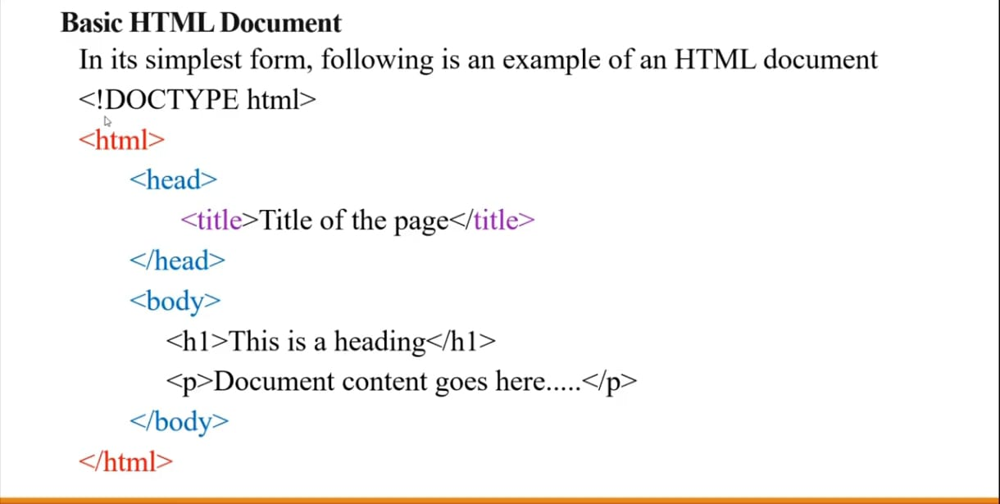 Basic HTML Document
In its simplest form, following is an example of an HTML document
<!DOCTYPE html>
<html>
<head>
<title>Title of the page</title>
</head>
<body>
<h1>This is a heading</h1>
<p>Document content goes here.....</p>
</body>
</html>